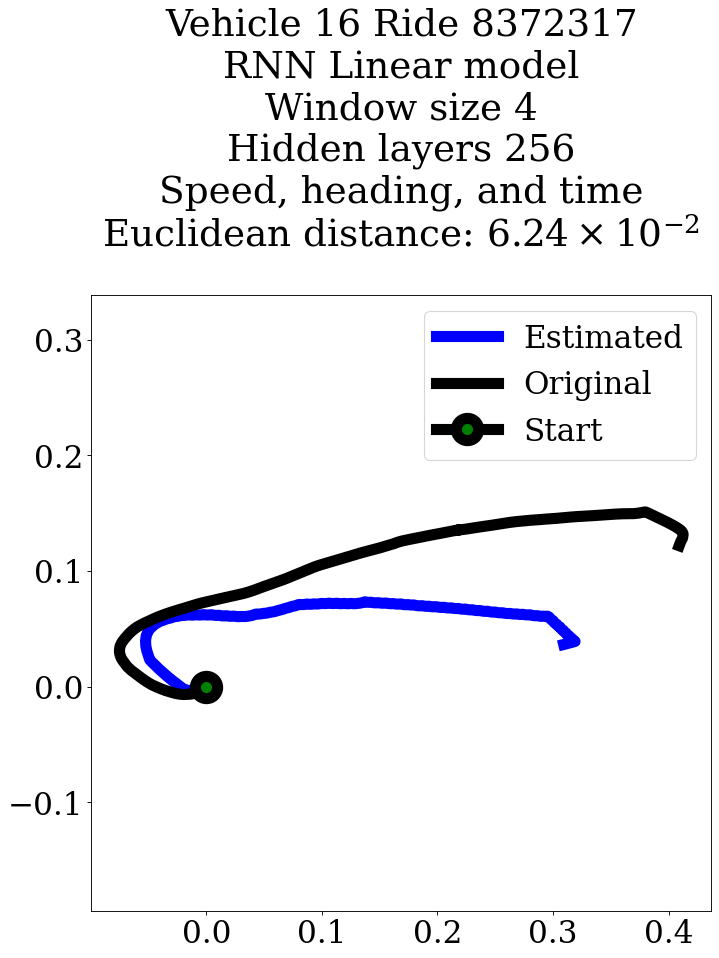 Vehicle 16 Ride 8372317
RNN Linear model
Window size 4
Hidden layers 256
Speed, heading, and time
Euclidean distance: 6.24 × 10⁻²
Estimated
Original
Start
0.3
0.2
0.1
0.0
−0.1
0.0 0.1 0.2 0.3 0.4